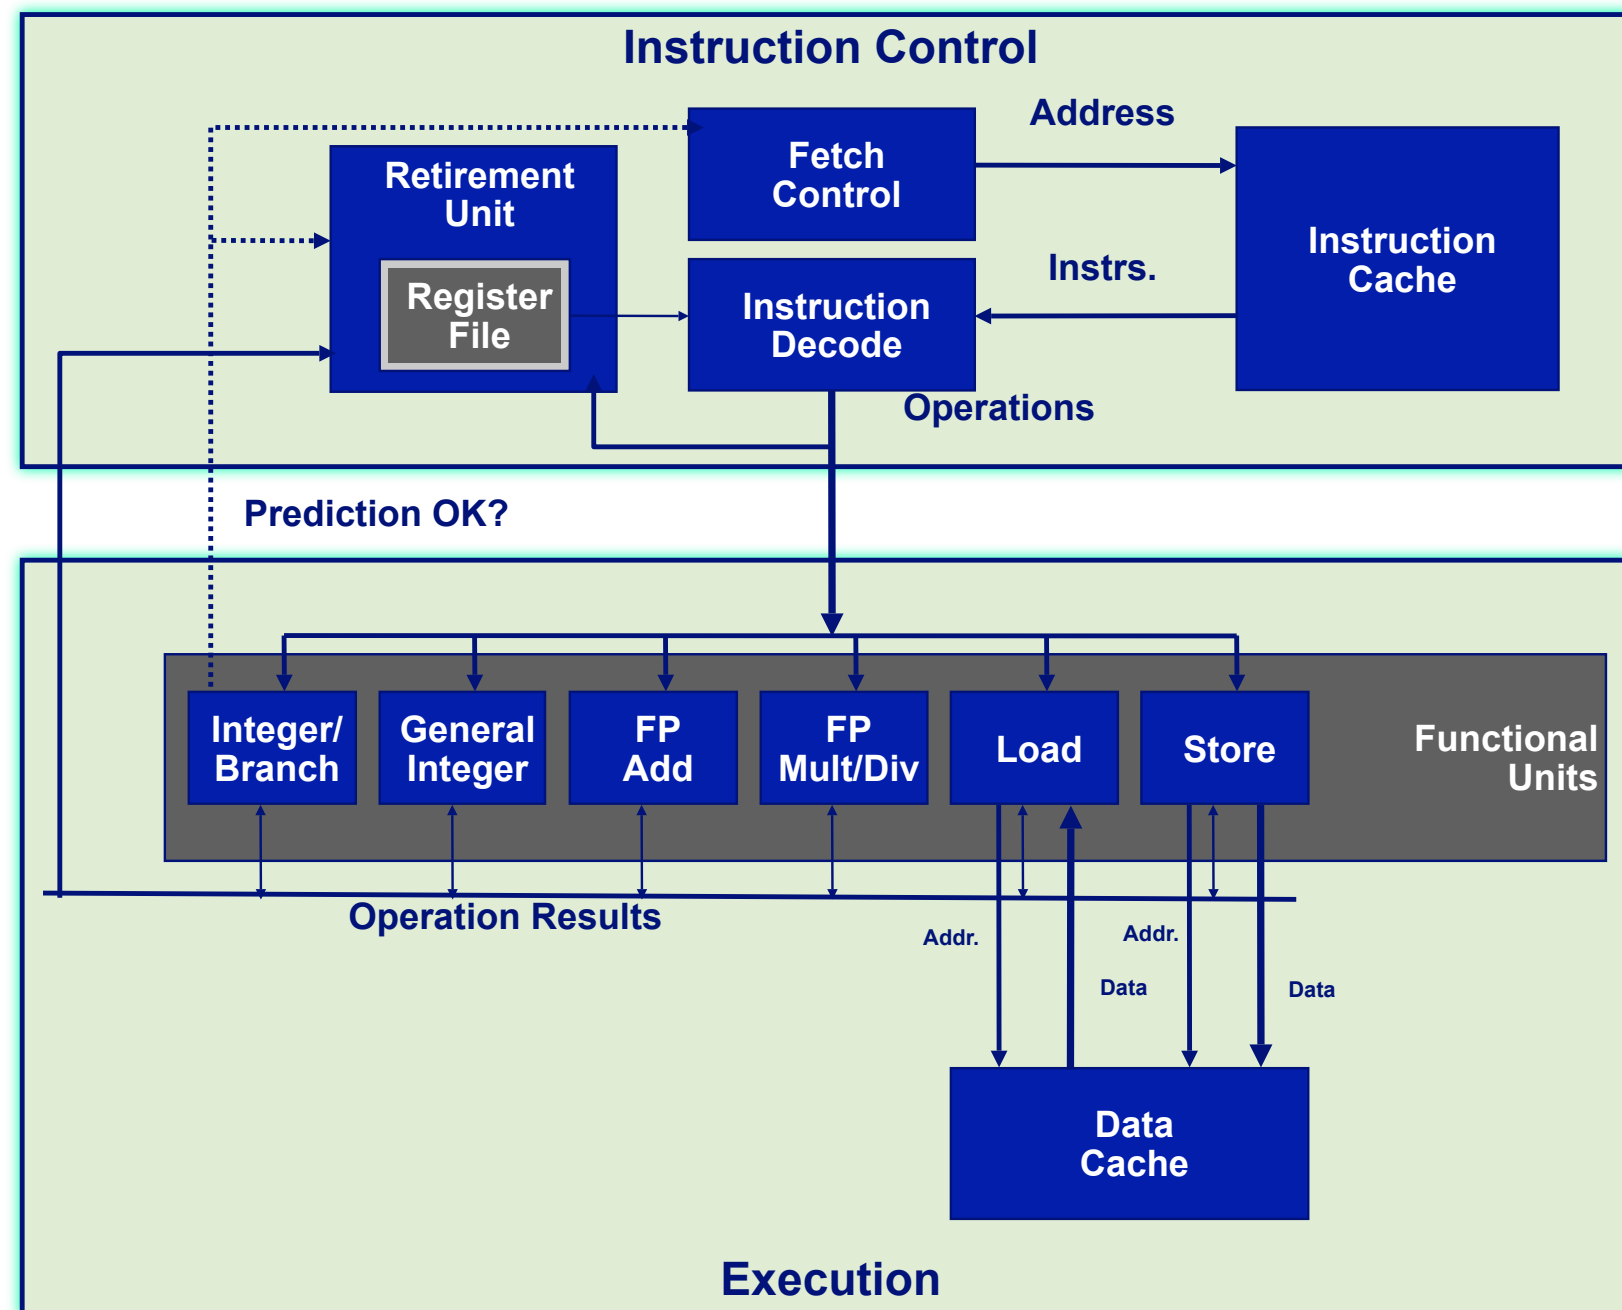 Instruction Control
Address
Fetch
Control
Retirement
Unit
Instruction
Cache
Instrs.
Register
File
Instruction
Decode
Operations
Prediction OK?
Integer/
Branch
General
Integer
FP
Add
FP
Mult/Div
Load
Store
Functional
Units
Operation Results
Addr.
Addr.
Data
Data
Data
Cache
Execution